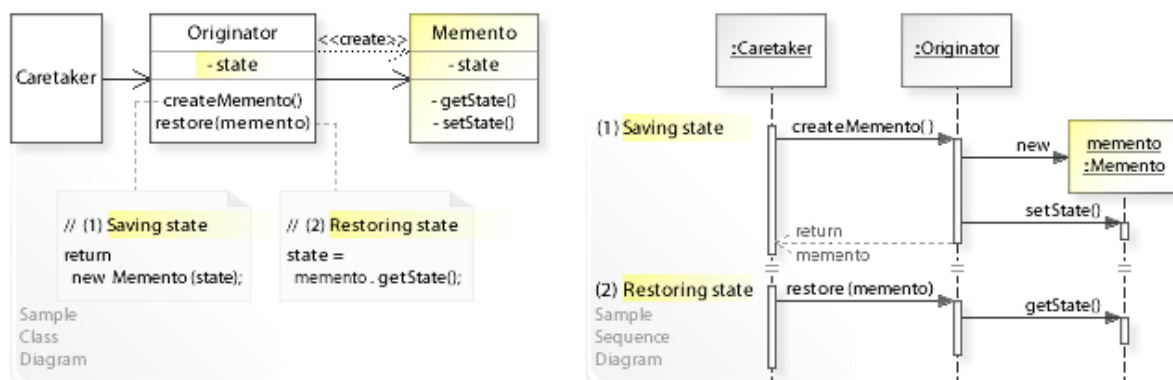 Caretaker
Originator
- state
createMemento()
restore(memento)
<<create>>
Memento
- state
- getState()
- setState()
// (1) Saving state
return
new Memento (state);
// (2) Restoring state
state =
memento . getState();
Sample
Class
Diagram
:Caretaker
:Originator
(1) Saving state
createMemento()
new
memento
:Memento
setState()
return
memento
(2) Restoring state
restore(memento)
getState()
Sample
Sequence
Diagram